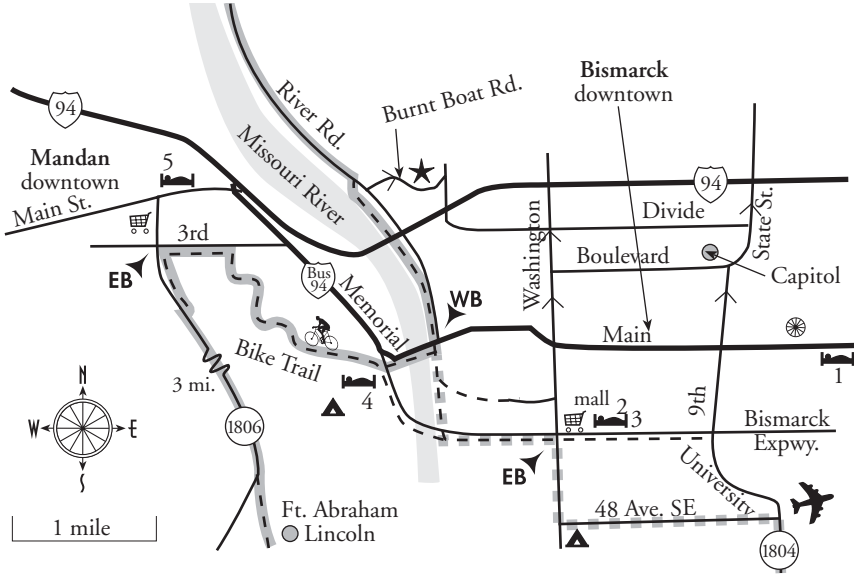 River Rd.
Burnt Boat Rd.
Bismarck
downtown
94
Missouri River
Mandan
downtown
5
Main St.
94
Divide
State St.
Washington
3rd
Boulevard
Capitol
EB
Bus
94
Memorial
WB
Main
1
Bike Trail
3 mi.
4
mall
2
3
9th
Bismarck
Expwy.
N
W
E
S
1806
EB
University
Ft. Abraham
Lincoln
48 Ave. SE
1 mile
1804